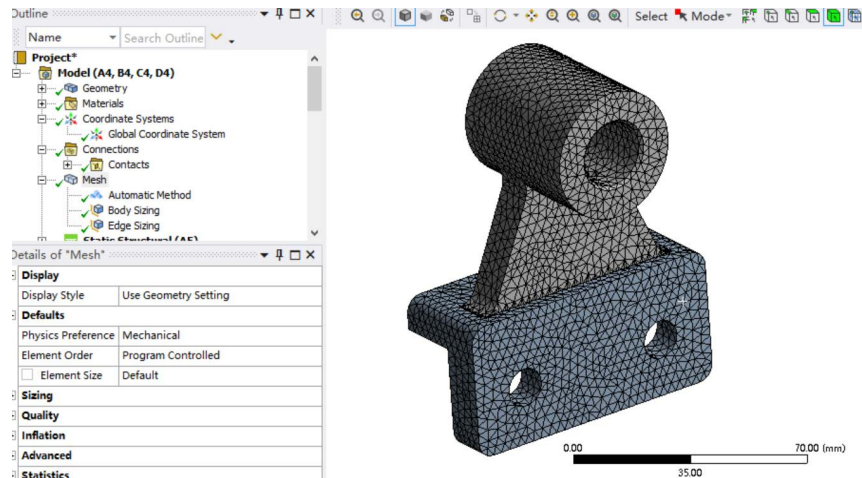 Outline
Name Search Outline
Project*
Model (A4, B4, C4, D4)
Geometry
Materials
Coordinate Systems
Global Coordinate System
Connections
Contacts
Mesh
Automatic Method
Body Sizing
Edge Sizing
Static Structural (A5)
Details of "Mesh"
Display
Display Style Use Geometry Setting
Defaults
Physics Preference Mechanical
Element Order Program Controlled
Element Size Default
Sizing
Quality
Inflation
Advanced
Statistics
Select Mode
0.00 70.00 (mm)
35.00